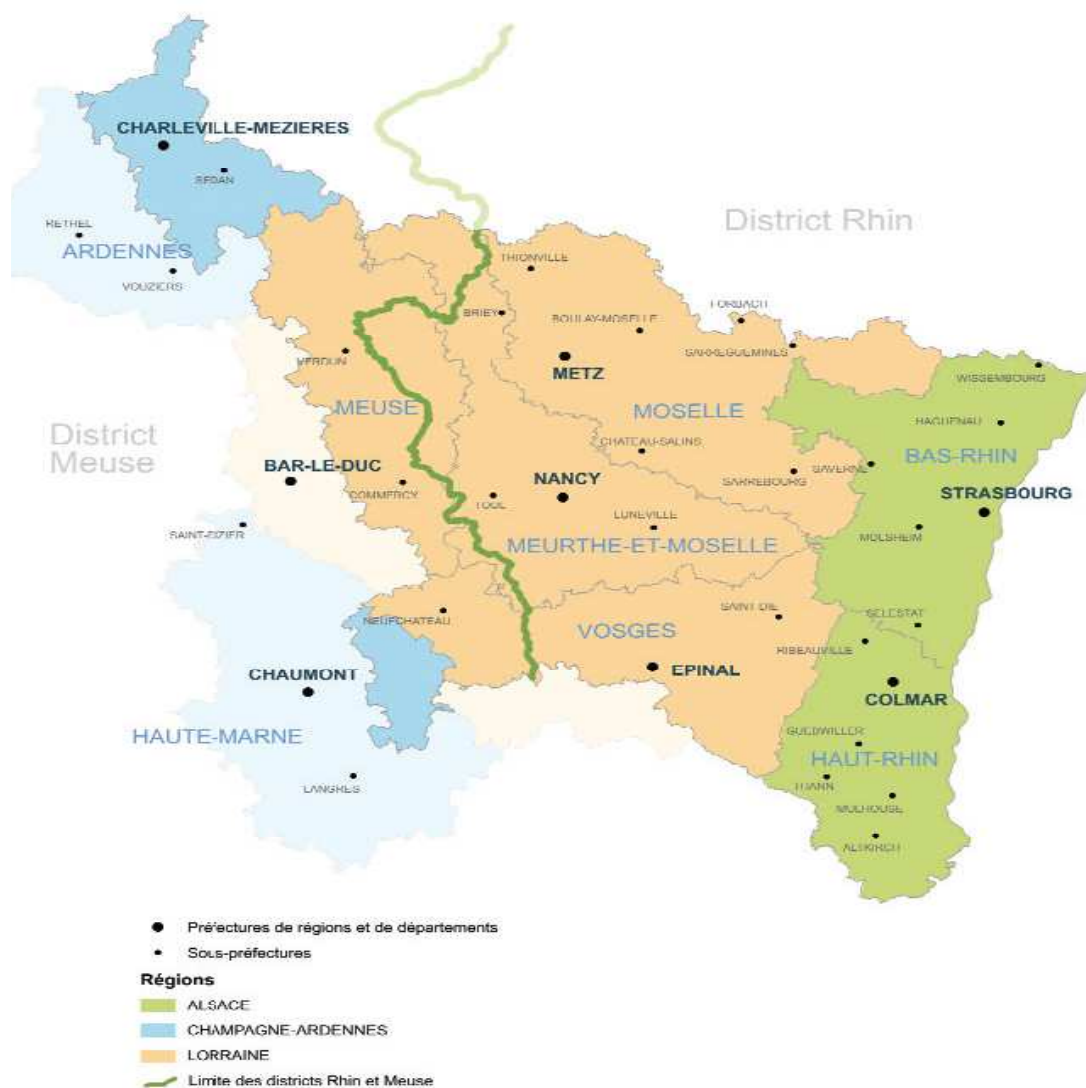 CHARLEVILLE-MEZIERES
SEDAN
District Rhin
RETHEL
ARDENNES
VOUZIERS
THIONVILLE
FORBACH
BRIEY
BOULAY-MOSELLE
SARREGUEMINES
VERDUN
METZ
WISSEMBOURG
MEUSE
MOSELLE
HAGUENAU
District
Meuse
CHATEAU-SALINS
BAS-RHIN
BAR-LE-DUC
SARREBOURG
SAVERNE
COMMERCY
TOUL
NANCY
STRASBOURG
LUNEVILLE
SAINT-DIZIER
MEURTHE-ET-MOSELLE
MOLSHEIM
NEUFCHATEAU
SAINT DIE
SELESTAT
VOSGES
RIBEAUVILLE
CHAUMONT
EPINAL
COLMAR
HAUTE-MARNE
GUEBWILLER
HAUT-RHIN
LANGRES
THANN
MULHOUSE
ALTKIRCH
Préfectures de régions et de départements
Sous-préfectures
Régions
ALSACE
CHAMPAGNE-ARDENNES
LORRAINE
Limite des districts Rhin et Meuse